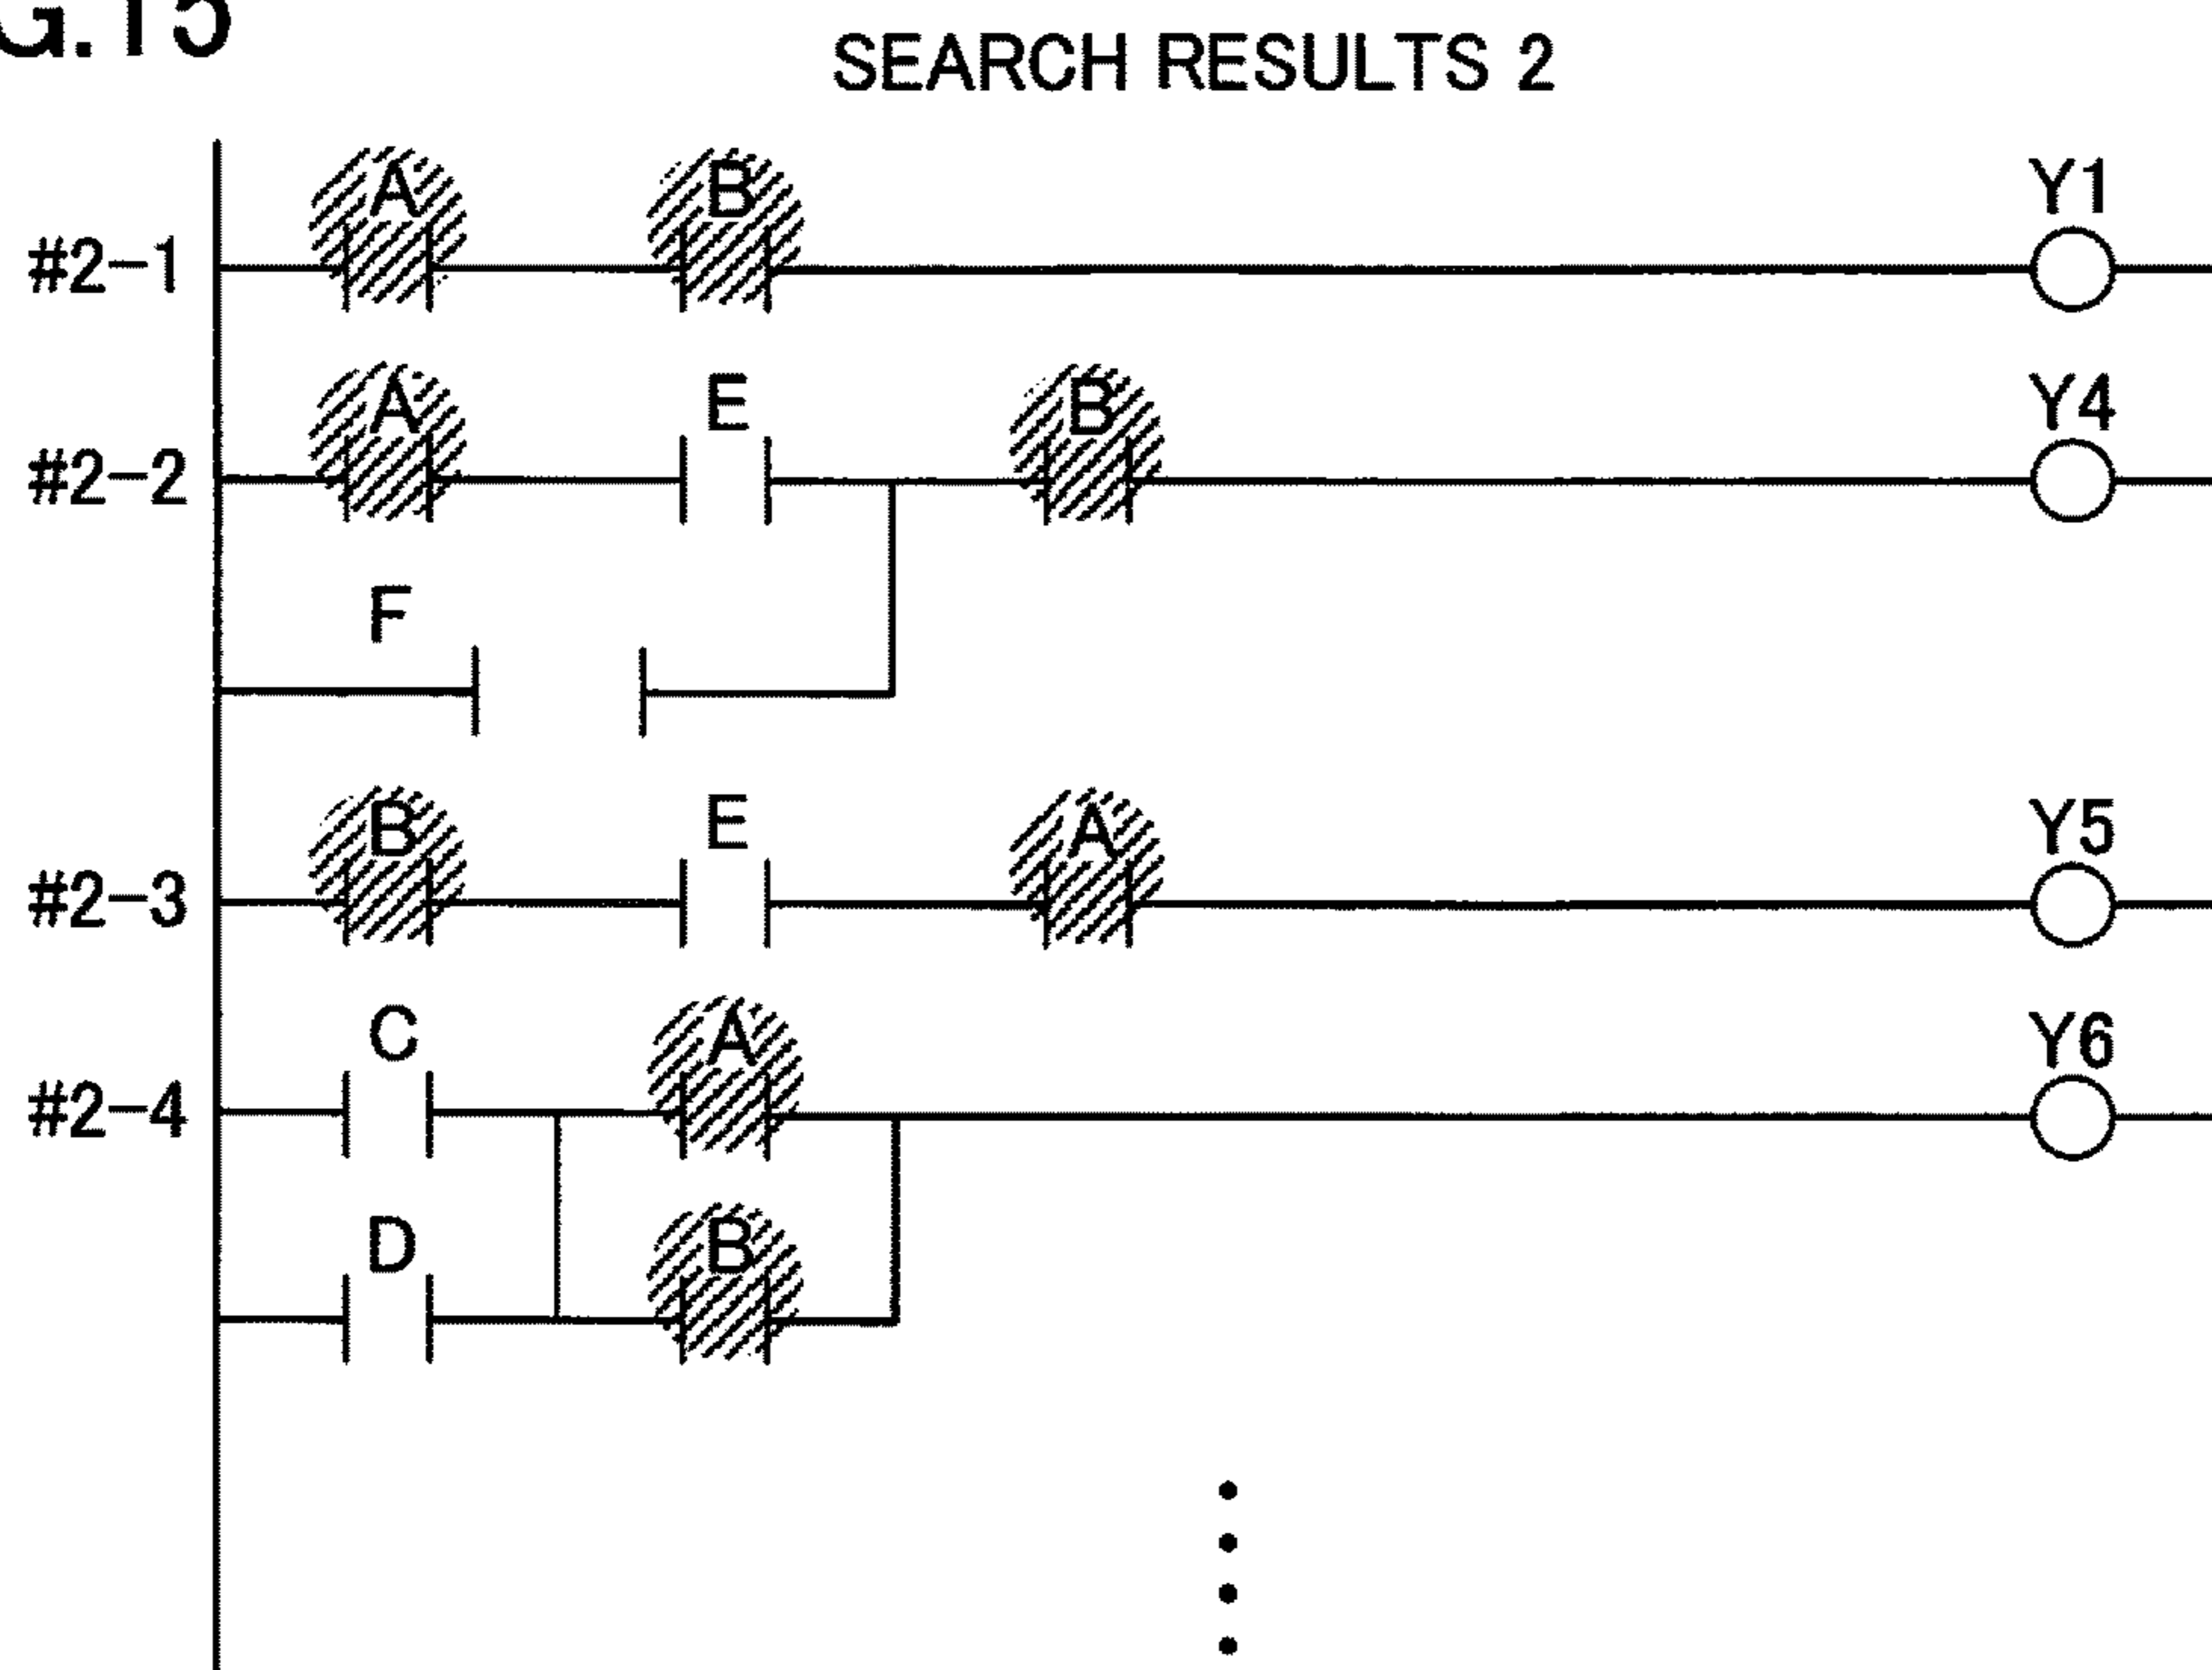 G.15
SEARCH RESULTS 2
A B Y1
#2-1
A E B Y4
#2-2
F
B E A Y5
#2-3
C A Y6
#2-4
D B